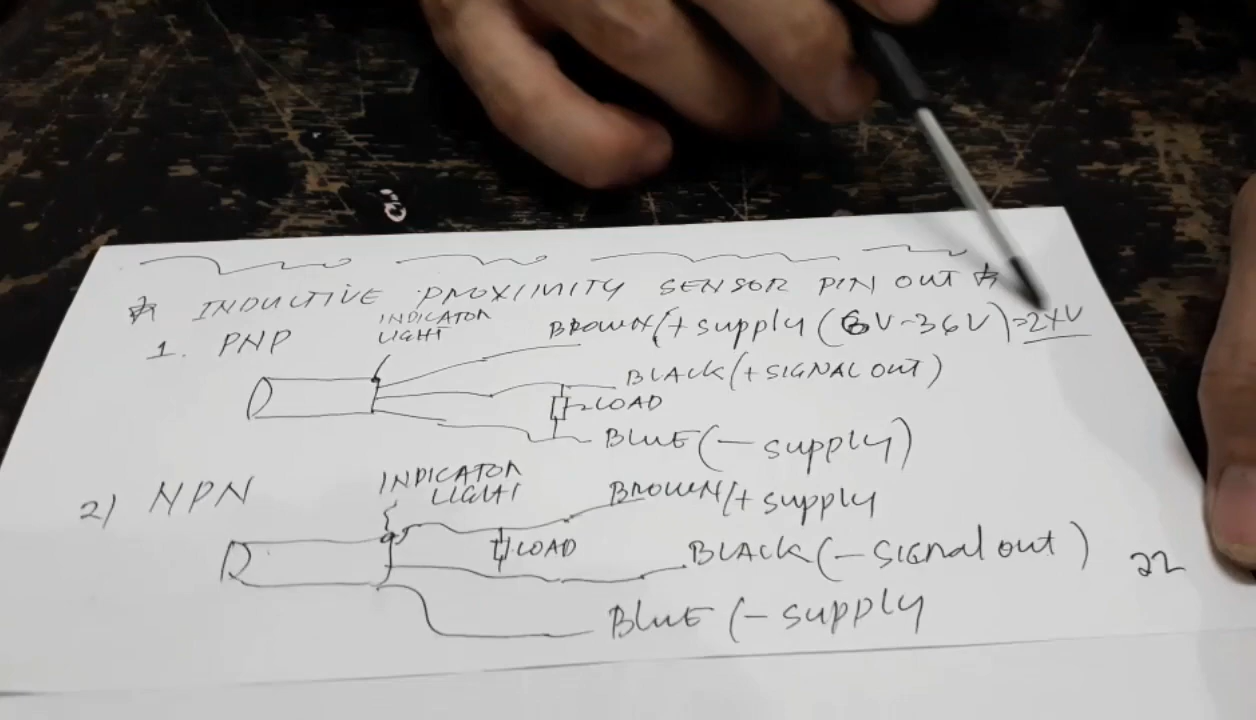 * INDUCTIVE PROXIMITY SENSOR PIN OUT *
1. PNP
INDICATOR
LIGHT
BROWN/+ supply (6V-36V)=24V
BLACK(+SIGNAL OUT)
LOAD
BLUE(- supply)
2) NPN
INDICATOR
LIGHT
BROWN/+ supply
LOAD
BLACK(- Signal out)
22
BluE (- supply